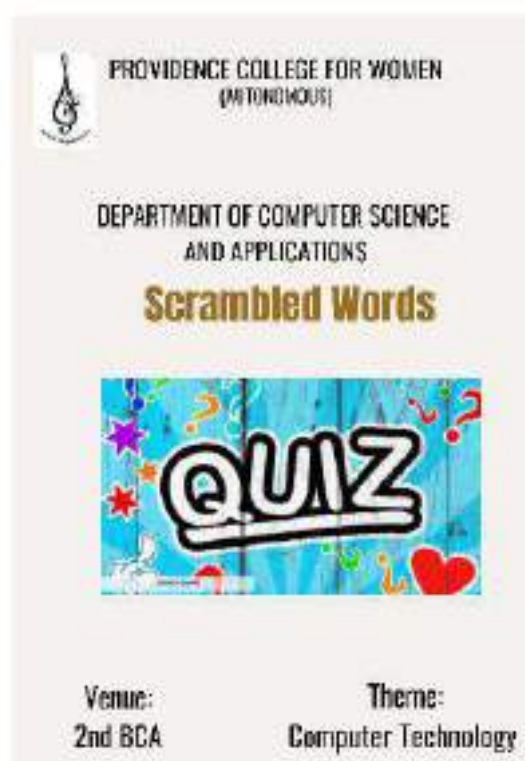 PROVIDENCE COLLEGE FOR WOMEN
(AUTONOMOUS)
DEPARTMENT OF COMPUTER SCIENCE
AND APPLICATIONS
Scrambled Words
QUIZ
Venue:
2nd BCA
Theme:
Computer Technology